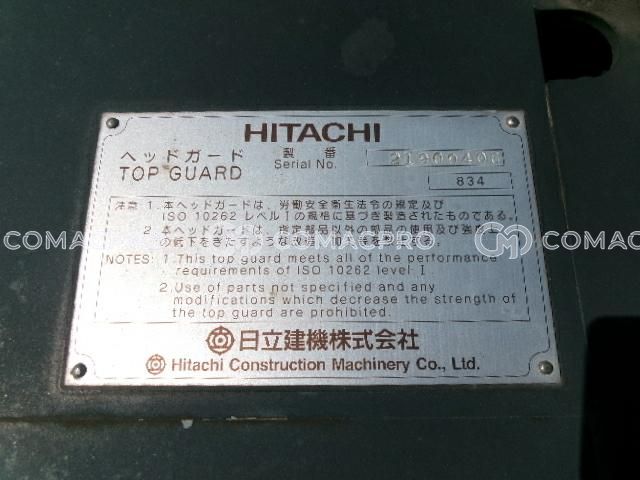 HITACHI
ヘッドガード 製番
TOP GUARD Serial No.
834
注意 1. 本ヘッドガードは、労働安全衛生法令の規定及び
ISO 10262 レベルⅠの規格に基づき製造されたものである。
2. 本ヘッドガードは、指定部品以外の部品の使用及び強度上
の低下をきたすような改造
COMAC PRO
COMAC
NOTES: 1. This top guard meets all of the performance
requirements of ISO 10262 level Ⅰ.
2. Use of parts not specified and any
modifications which decrease the strength of
the top guard are prohibited.
日立建機株式会社
Hitachi Construction Machinery Co., Ltd.